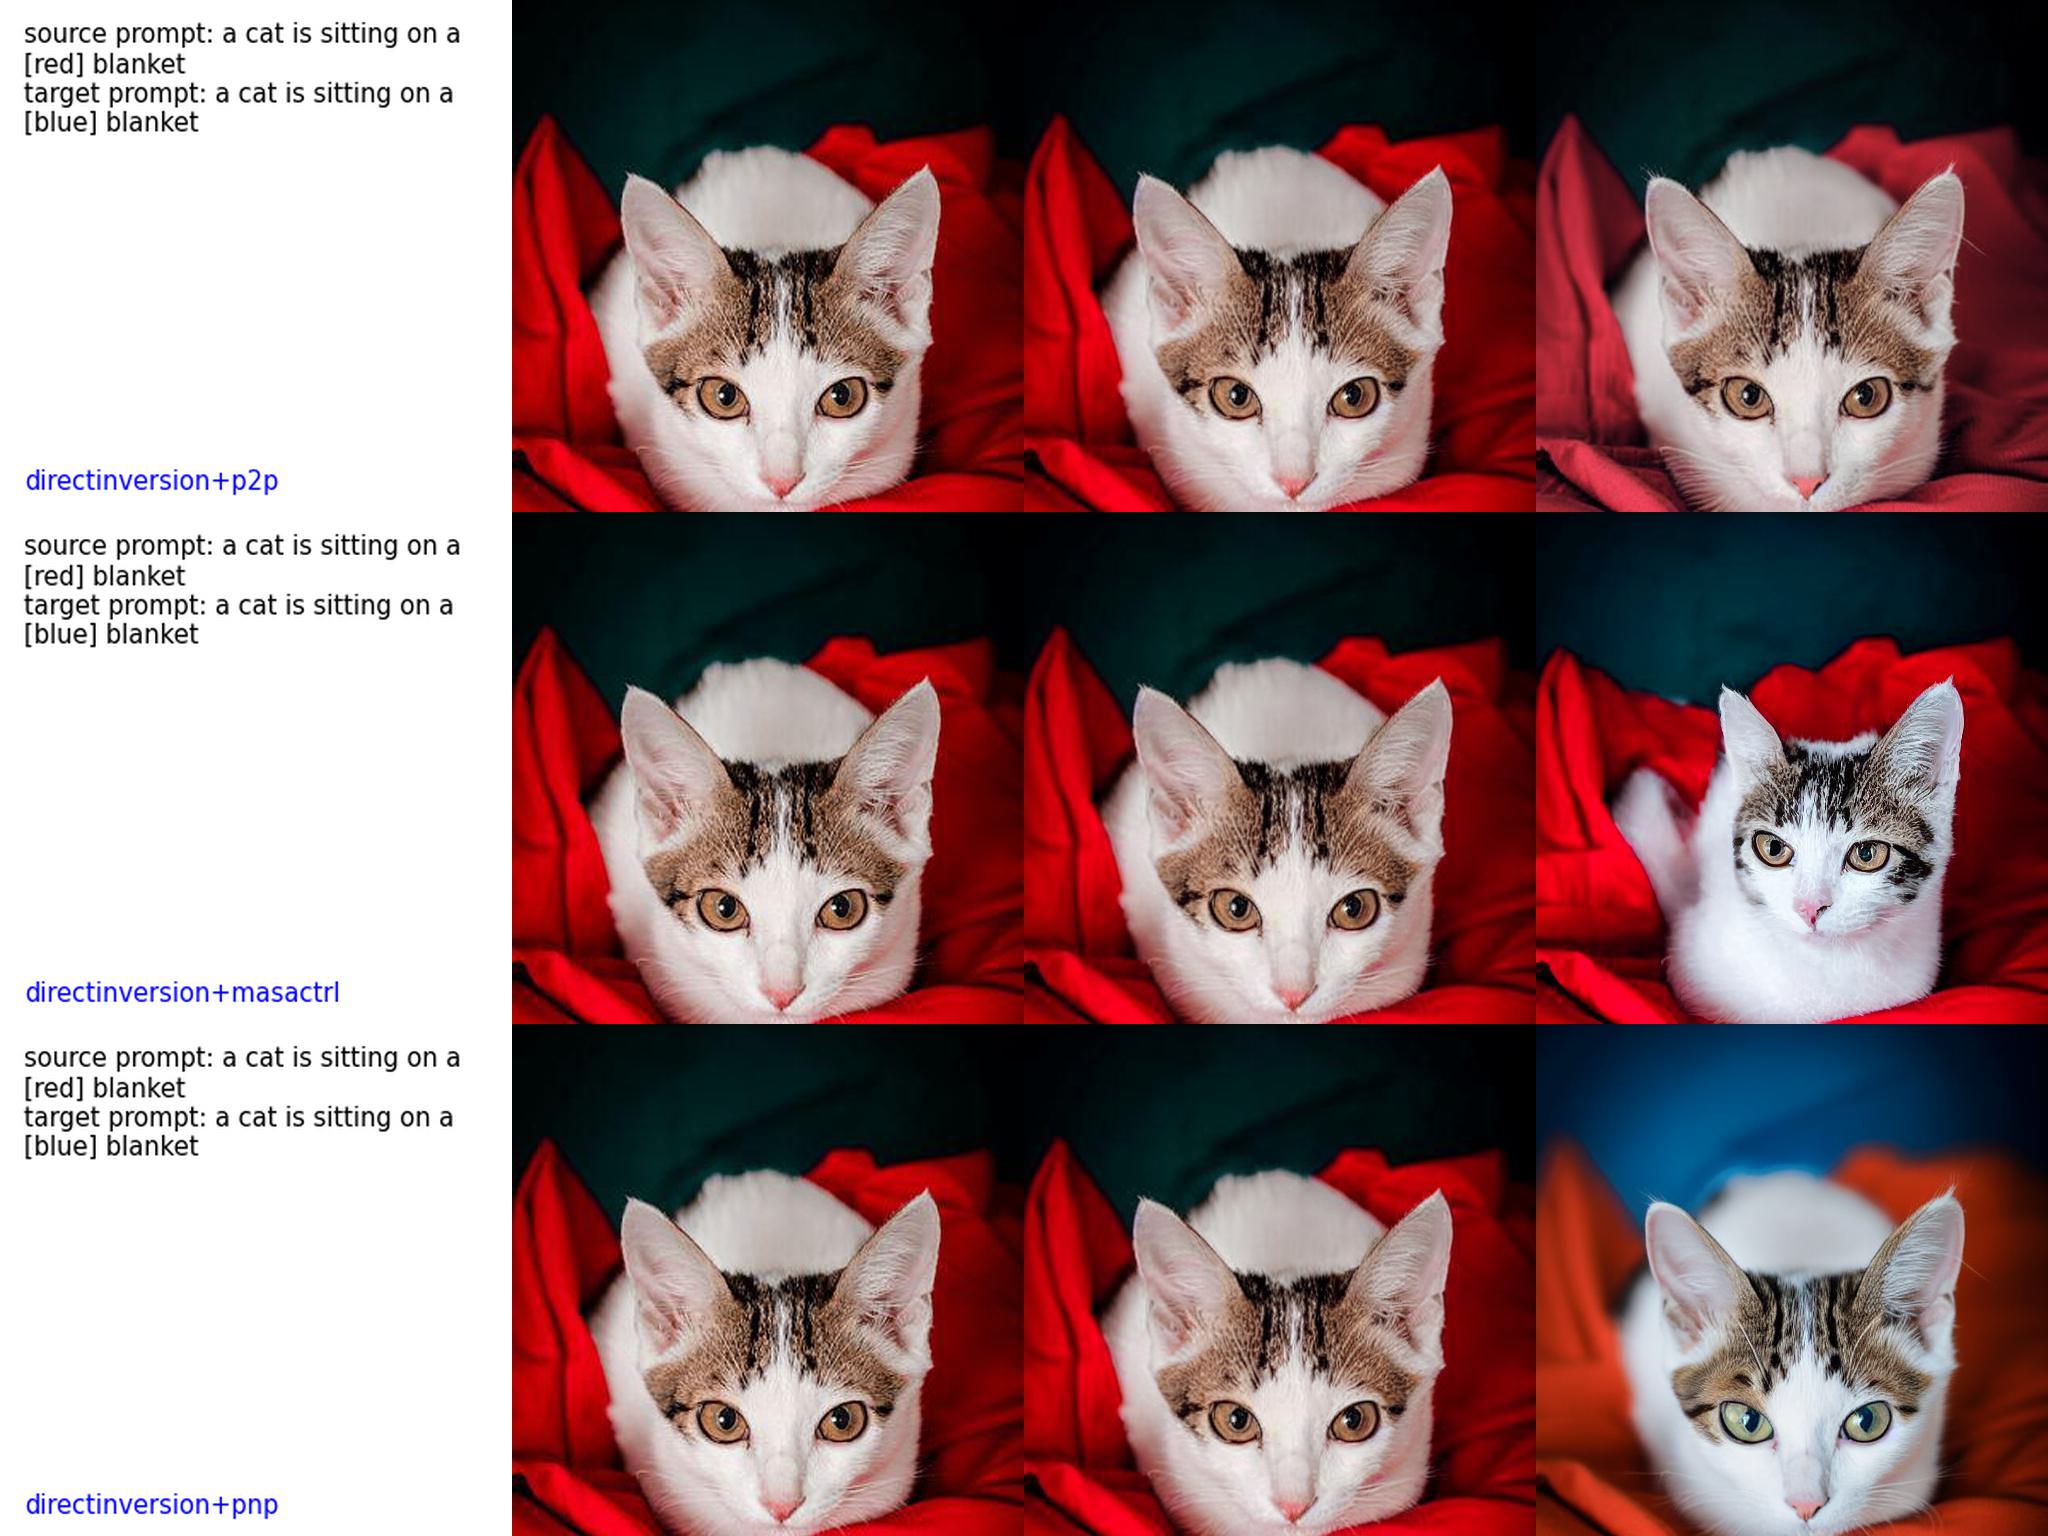 source prompt: a cat is sitting on a
[red] blanket
target prompt: a cat is sitting on a
[blue] blanket
directinversion+p2p
source prompt: a cat is sitting on a
[red] blanket
target prompt: a cat is sitting on a
[blue] blanket
directinversion+masactrl
source prompt: a cat is sitting on a
[red] blanket
target prompt: a cat is sitting on a
[blue] blanket
directinversion+pnp